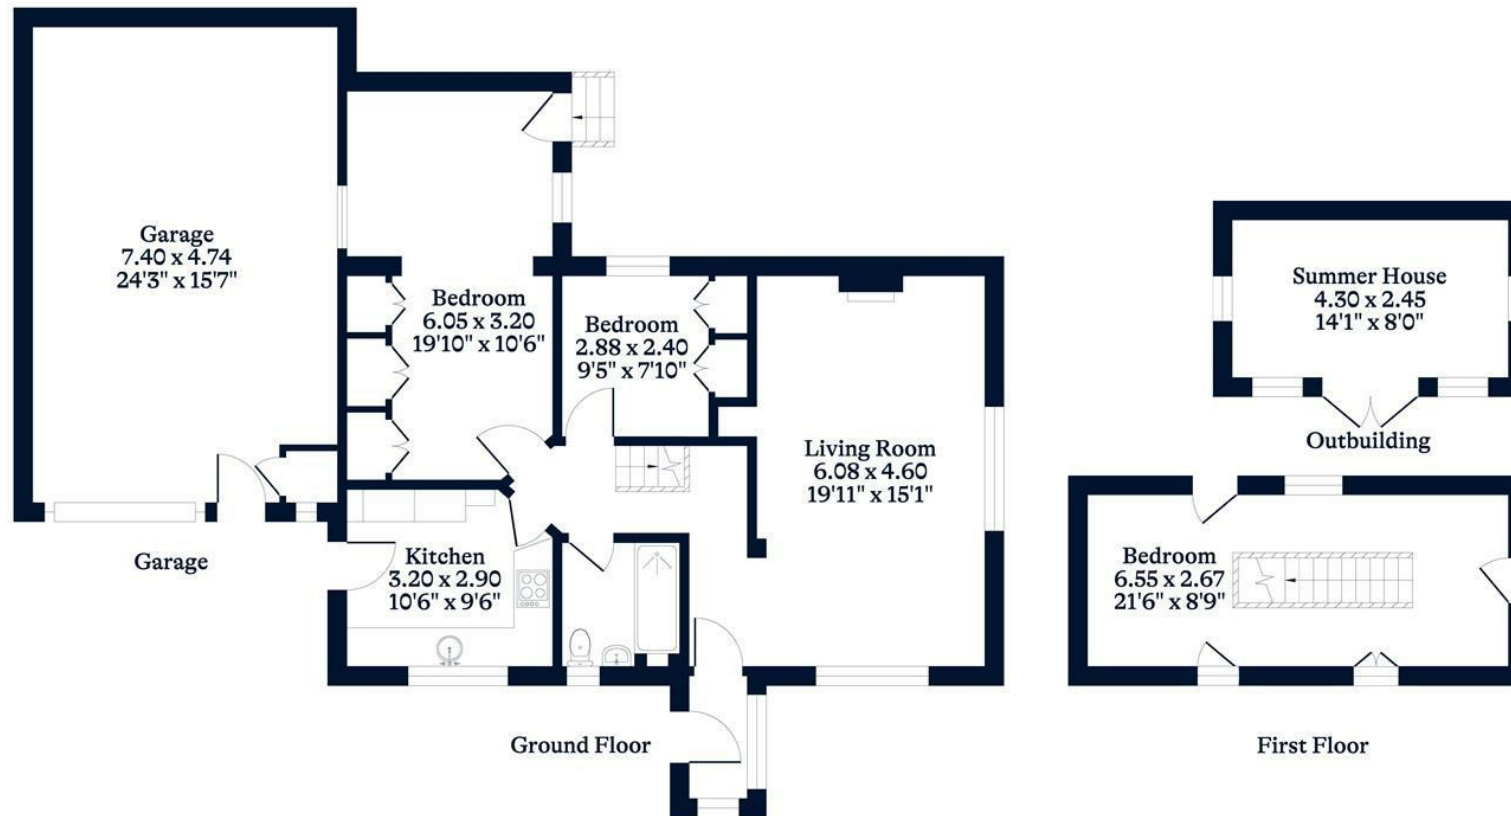 Garage
7.40 x 4.74
24'3" x 15'7"
Bedroom
6.05 x 3.20
19'10" x 10'6"
Bedroom
2.88 x 2.40
9'5" x 7'10"
Living Room
6.08 x 4.60
19'11" x 15'1"
Kitchen
3.20 x 2.90
10'6" x 9'6"
Garage
Ground Floor
Summer House
4.30 x 2.45
14'1" x 8'0"
Outbuilding
Bedroom
6.55 x 2.67
21'6" x 8'9"
First Floor